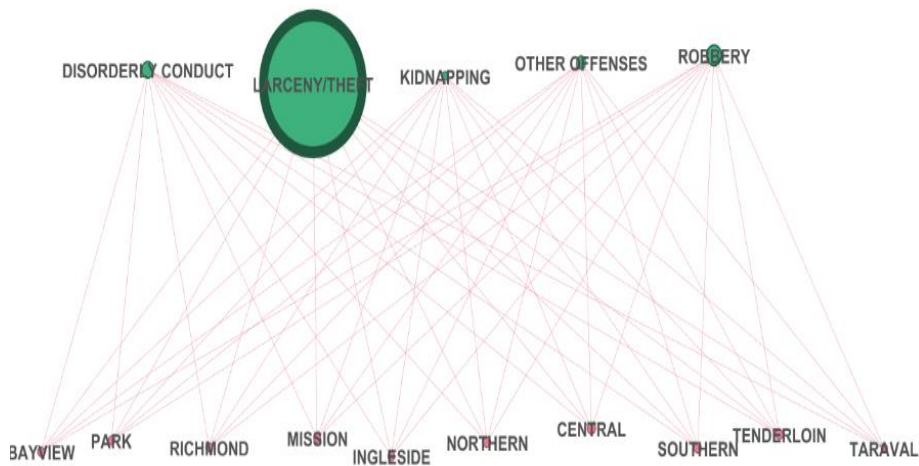 DISORDERLY CONDUCT
LARCENY/THEFT
KIDNAPPING
OTHER OFFENSES
ROBBERY
BAYVIEW
PARK
RICHMOND
MISSION
INGLESIDE
NORTHERN
CENTRAL
SOUTHERN
TENDERLOIN
TARAVAL